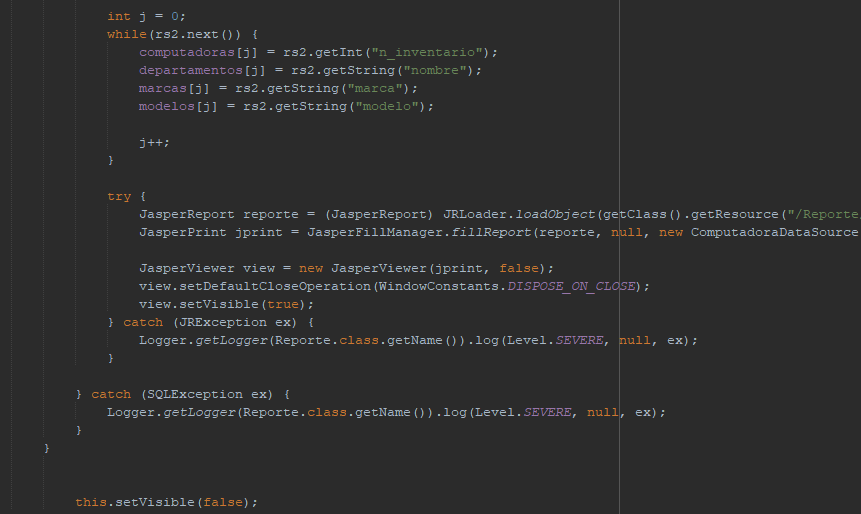 int j = 0;
while(rs2.next()) {
computadoras[j] = rs2.getInt("n_inventario");
departamentos[j] = rs2.getString("nombre");
marcas[j] = rs2.getString("marca");
modelos[j] = rs2.getString("modelo");
j++;
}
try {
JasperReport reporte = (JasperReport) JRLoader.loadObject(getClass().getResource("/Reporte
JasperPrint jprint = JasperFillManager.fillReport(reporte, null, new ComputadoraDataSource
JasperViewer view = new JasperViewer(jprint, false);
view.setDefaultCloseOperation(WindowConstants.DISPOSE_ON_CLOSE);
view.setVisible(true);
} catch (JRException ex) {
Logger.getLogger(Reporte.class.getName()).log(Level.SEVERE, null, ex);
}
} catch (SQLException ex) {
Logger.getLogger(Reporte.class.getName()).log(Level.SEVERE, null, ex);
}
}
this.setVisible(false);